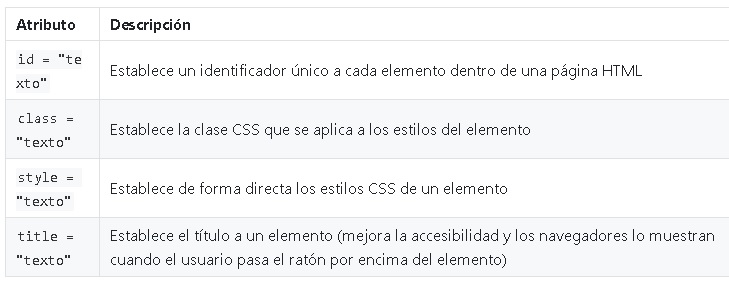 Atributo Descripción
id = "te
xto"
Establece un identificador único a cada elemento dentro de una página HTML
class =
"texto"
Establece la clase CSS que se aplica a los estilos del elemento
style =
"texto"
Establece de forma directa los estilos CSS de un elemento
title =
"texto"
Establece el título a un elemento (mejora la accesibilidad y los navegadores lo muestran
cuando el usuario pasa el ratón por encima del elemento)